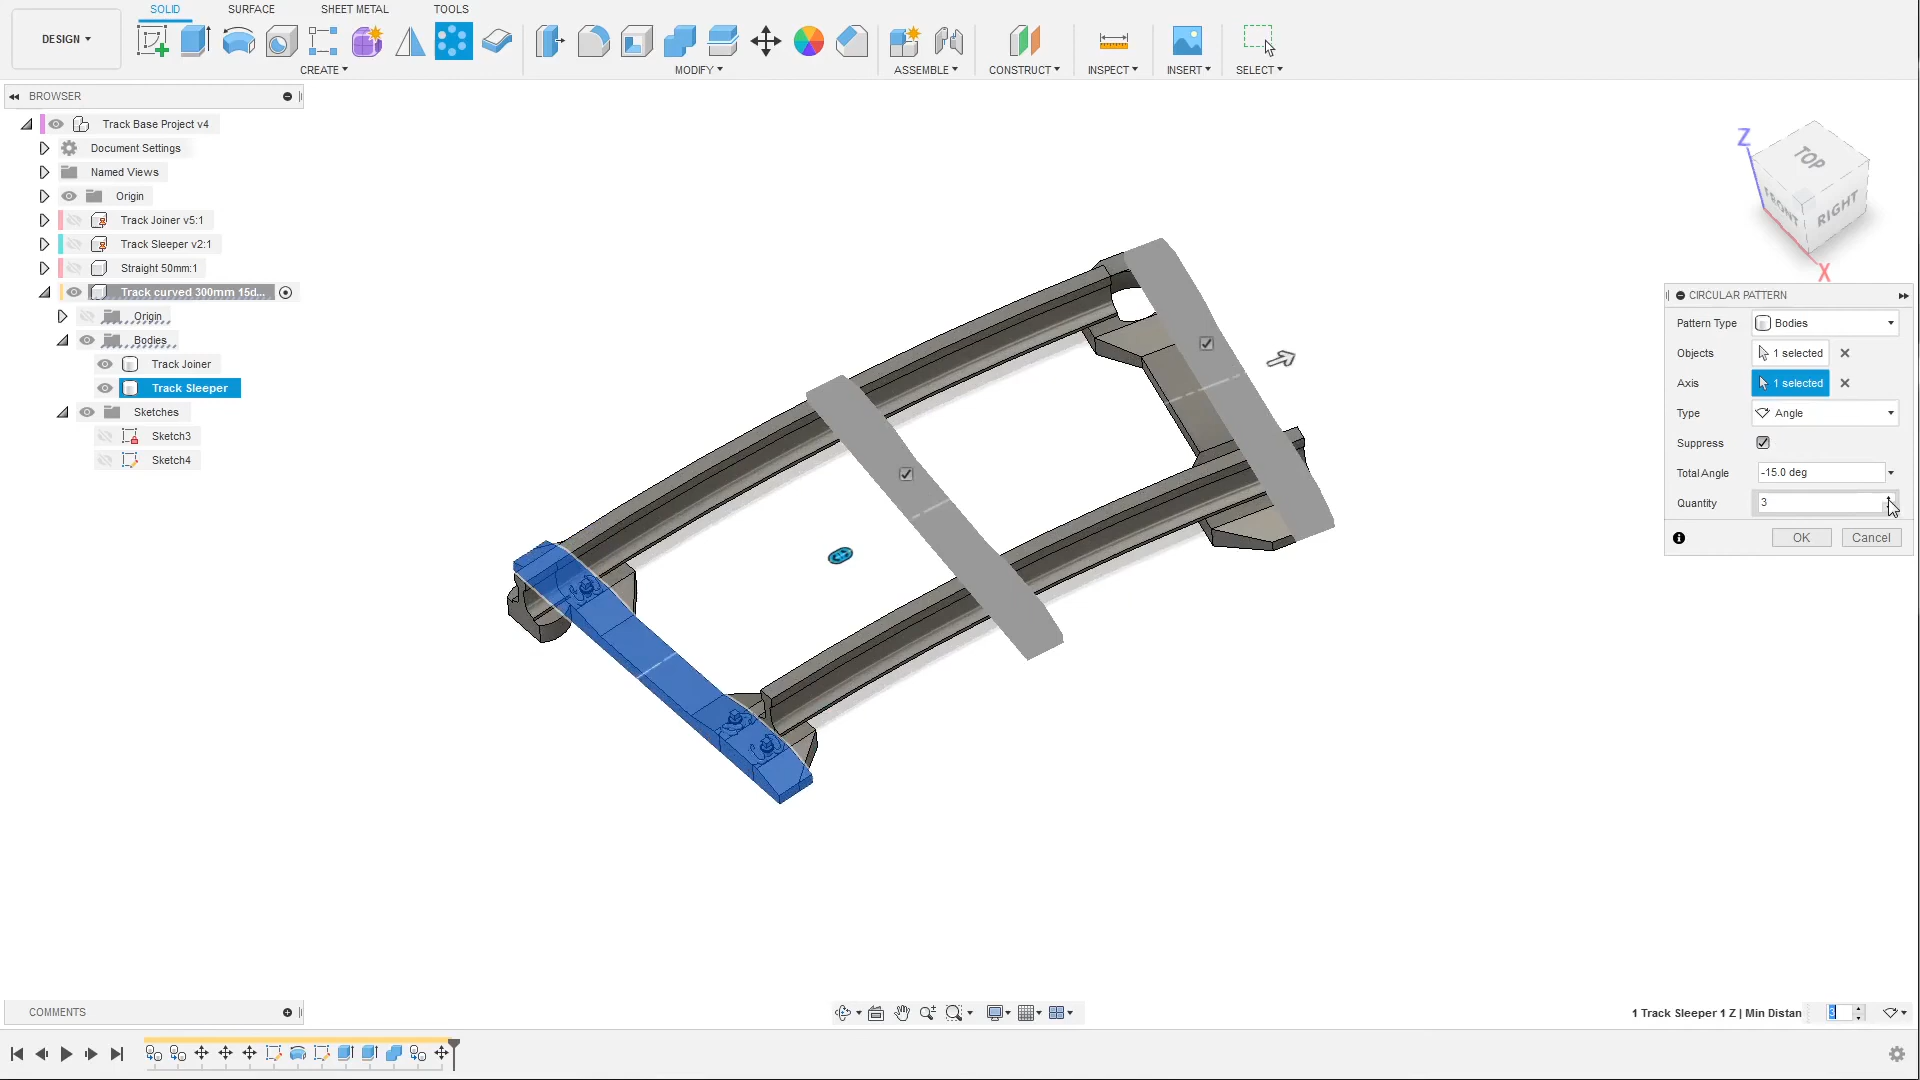 SOLID SURFACE SHEET METAL TOOLS
DESIGN
CREATE MODIFY ASSEMBLE CONSTRUCT INSPECT INSERT SELECT
BROWSER
Track Base Project v4
Document Settings
Named Views
Origin
Track Joiner v5:1
Track Sleeper v2:1
Straight 50mm:1
Track curved 300mm 15d...
Origin
Bodies
Track Joiner
Track Sleeper
Sketches
Sketch3
Sketch4
Z
TOP
FRONT
RIGHT
X
CIRCULAR PATTERN
Pattern Type Bodies
Objects 1 selected
Axis 1 selected
Type Angle
Suppress
Total Angle -15.0 deg
Quantity 3
OK Cancel
COMMENTS
1 Track Sleeper 1 Z | Min Distan 3